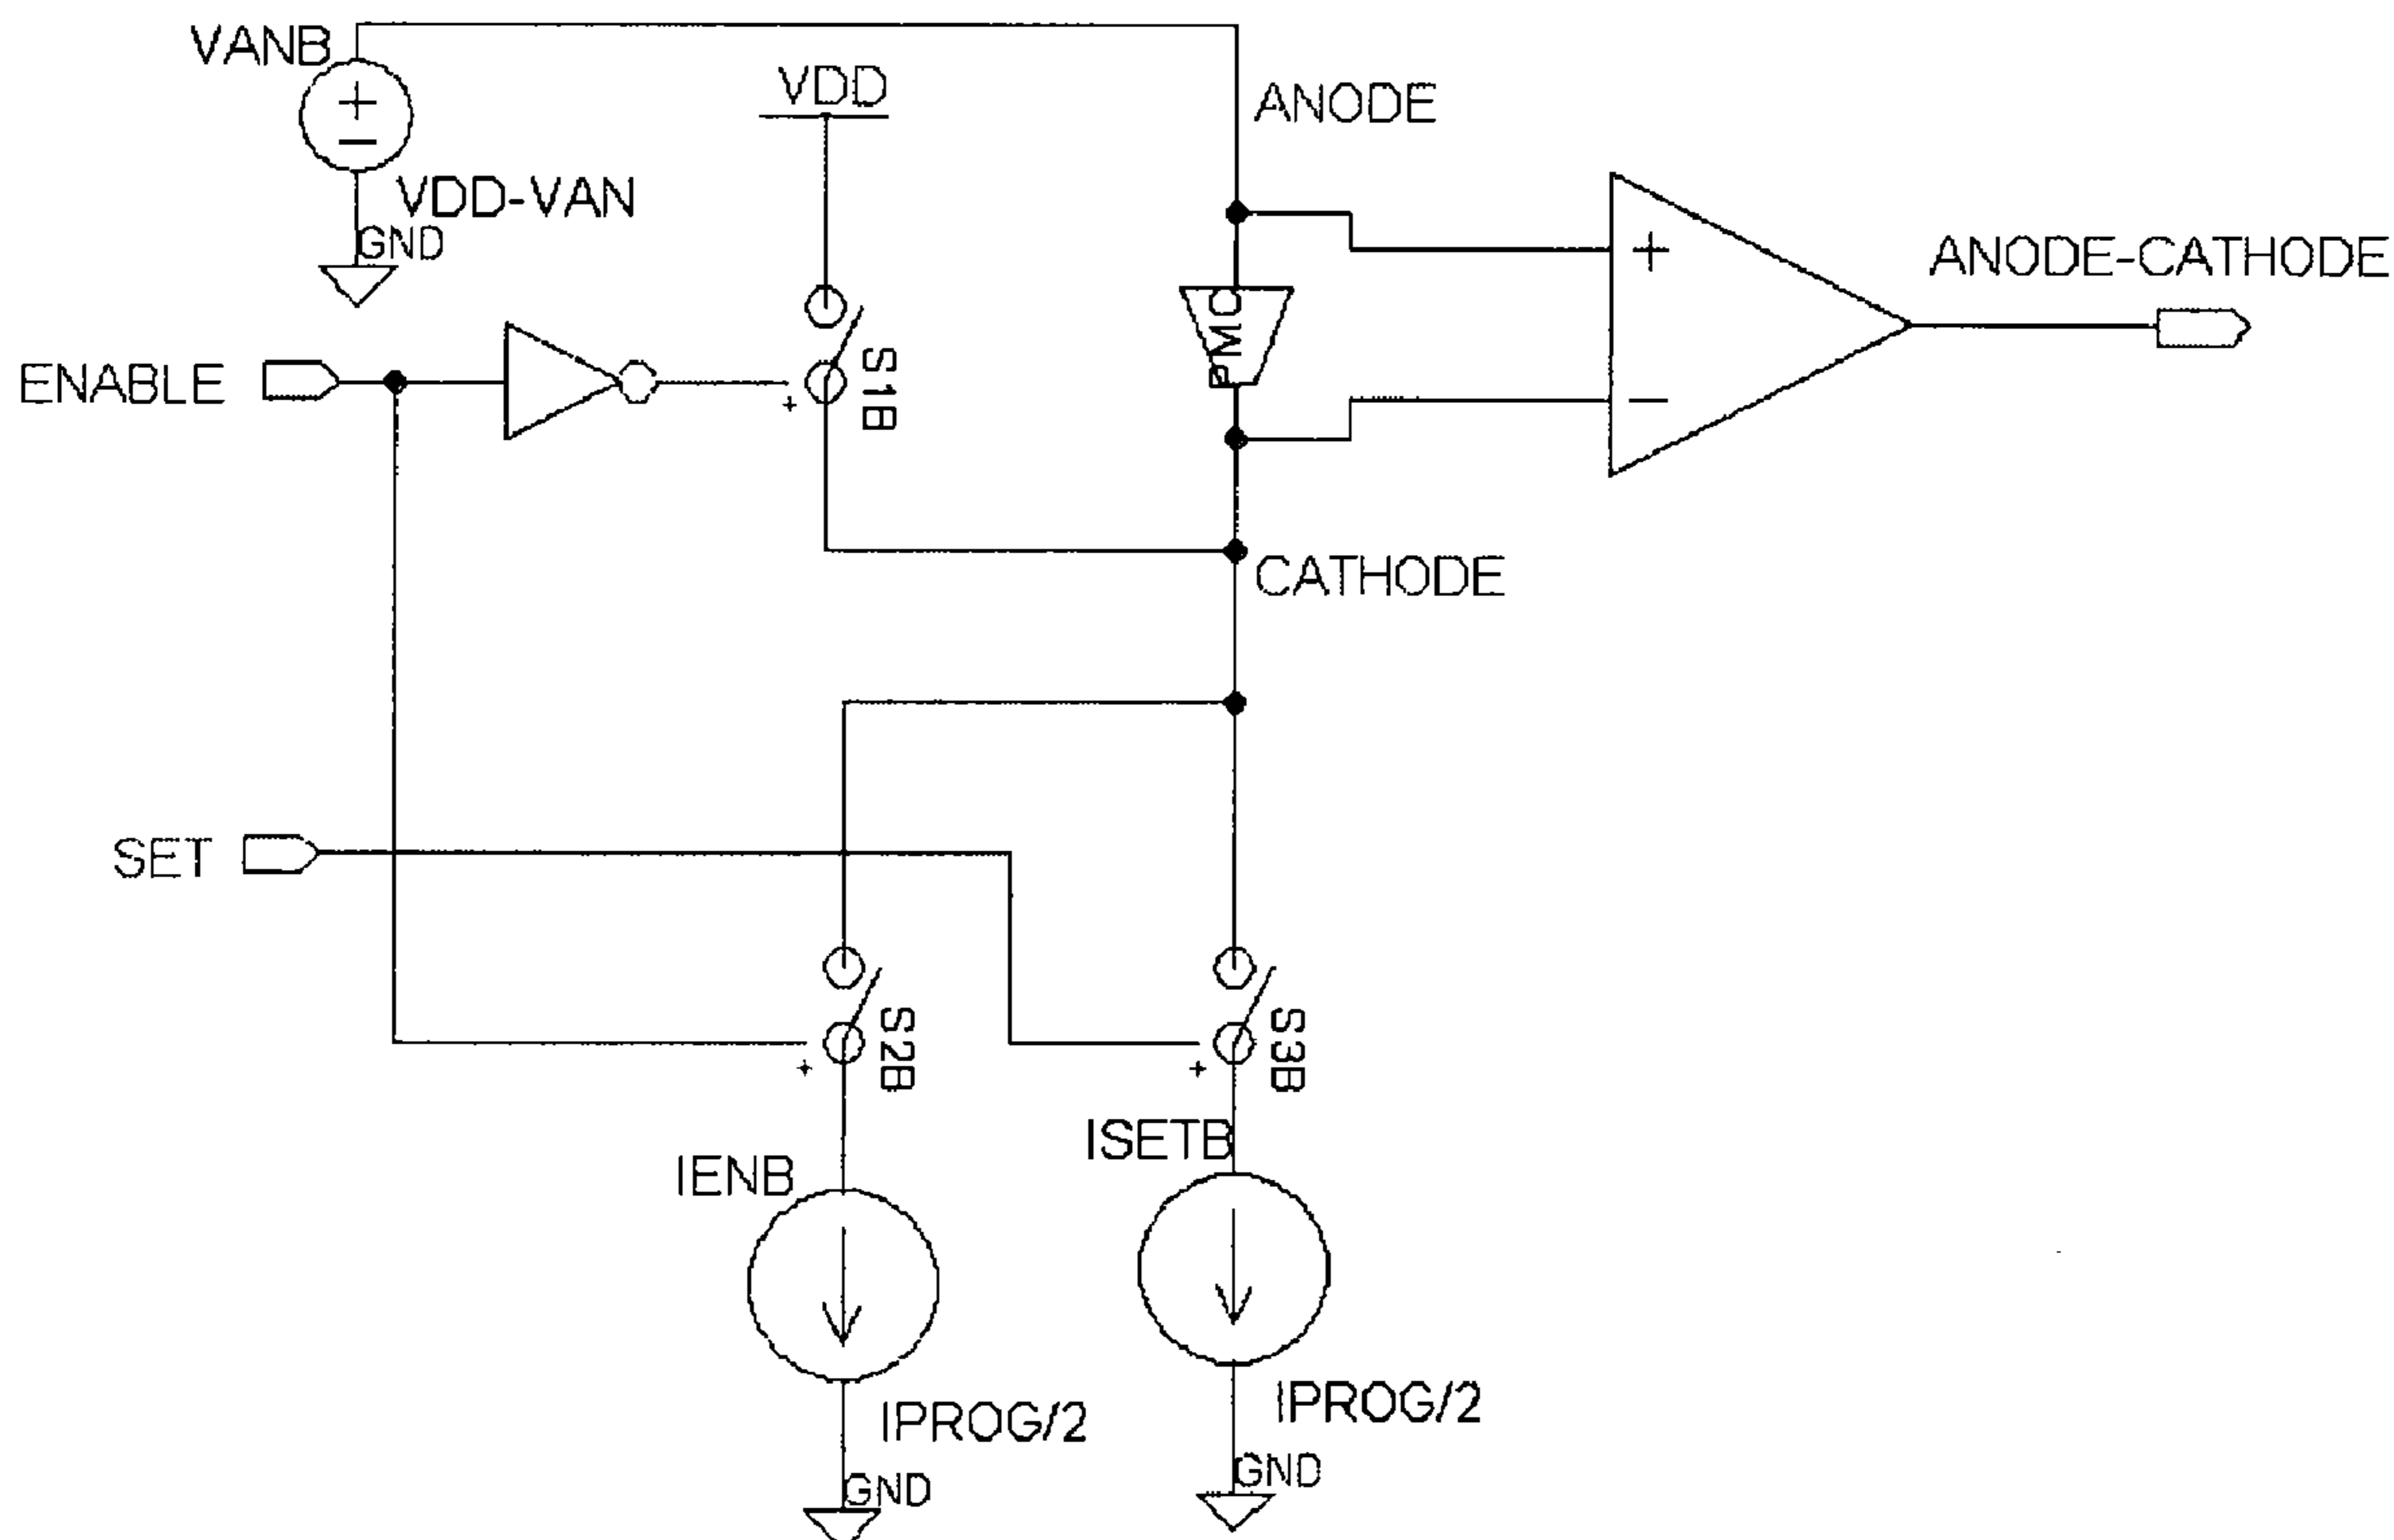 VANB
VDD
ANODE
VDD-VAN
GND
+
-
+
ANODE-CATHODE
PMC
ENABLE
S1B
+
-
CATHODE
SET
S2B
S3B
+
+
ISETB
IENB
IPROG/2
IPROG/2
GND
GND